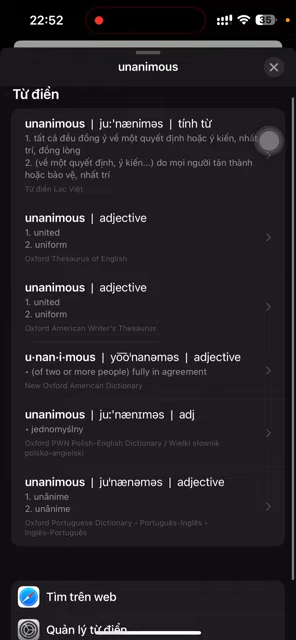 22:52
35
unanimous
Từ điển
unanimous | ju:'næniməs | tính từ
1. tất cả đều đồng ý về một quyết định hoặc ý kiến, nhất
trí, đồng lòng
2. (về một quyết định, ý kiến...) do mọi người tán thành
hoặc bảo vệ, nhất trí
Từ điển Lạc Việt
unanimous | adjective
1. united
2. uniform
Oxford Thesaurus of English
unanimous | adjective
1. united
2. uniform
Oxford American Writer's Thesaurus
u·nan·i·mous | yo͞oˈnanəməs | adjective
• (of two or more people) fully in agreement
New Oxford American Dictionary
unanimous | ju:'nænɪməs | adj
• jednomyślny
Oxford PWN Polish-English Dictionary / Wielki słownik
polsko-angielski
unanimous | juˈnænəməs | adjective
1. unânime
2. unânime
Oxford Portuguese Dictionary - Português-Inglês •
Inglês-Português
Tìm trên web
Quản lý từ điển